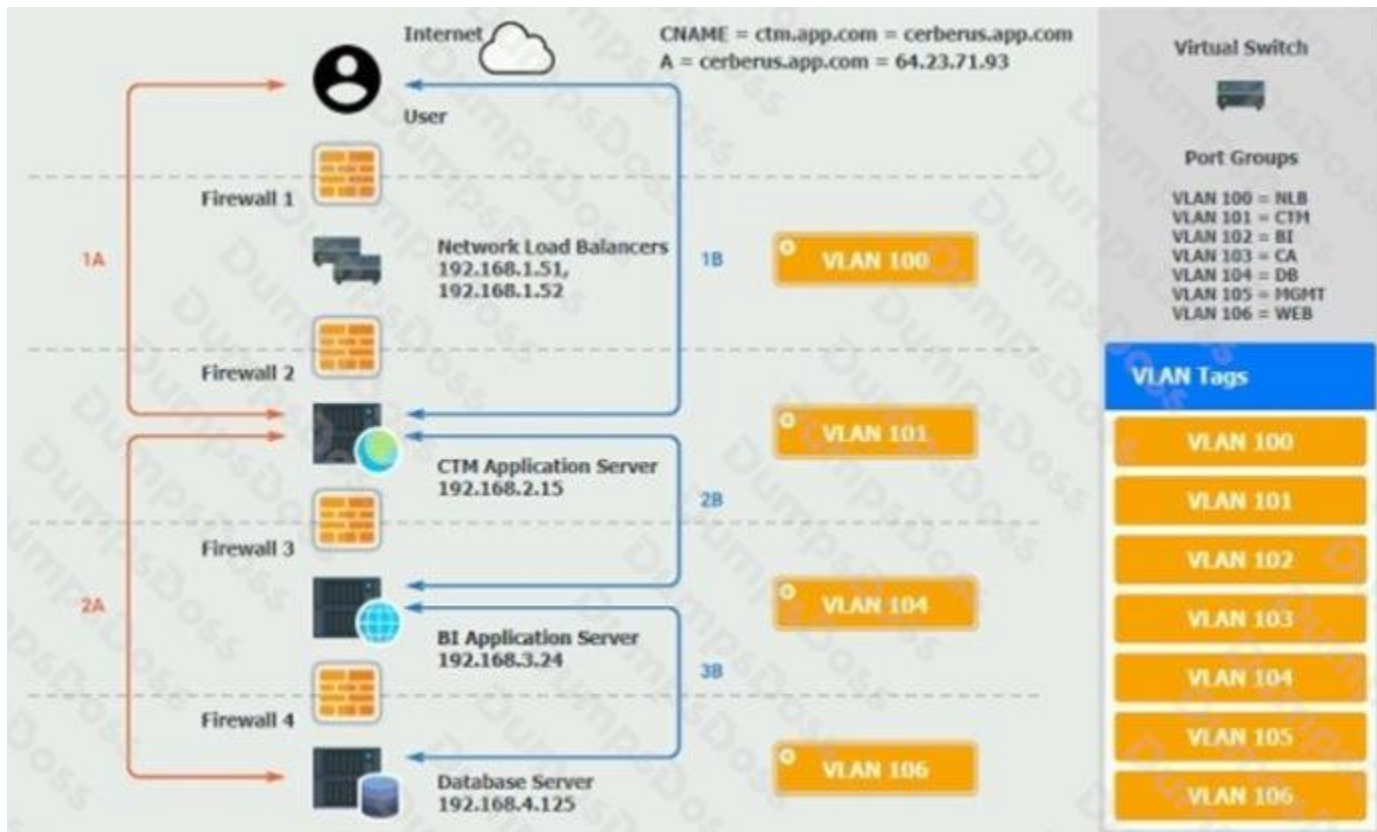 Internet
CNAME = ctm.app.com = cerberus.app.com
A = cerberus.app.com = 64.23.71.93
User
Firewall 1
1A
Network Load Balancers
192.168.1.51,
192.168.1.52
1B
VLAN 100
Firewall 2
VLAN 101
CTM Application Server
192.168.2.15
2B
Firewall 3
2A
VLAN 104
BI Application Server
192.168.3.24
3B
Firewall 4
VLAN 106
Database Server
192.168.4.125
Virtual Switch
Port Groups
VLAN 100 = NLB
VLAN 101 = CTM
VLAN 102 = BI
VLAN 103 = CA
VLAN 104 = DB
VLAN 105 = MGMT
VLAN 106 = WEB
VLAN Tags
VLAN 100
VLAN 101
VLAN 102
VLAN 103
VLAN 104
VLAN 105
VLAN 106
DumpsDoss